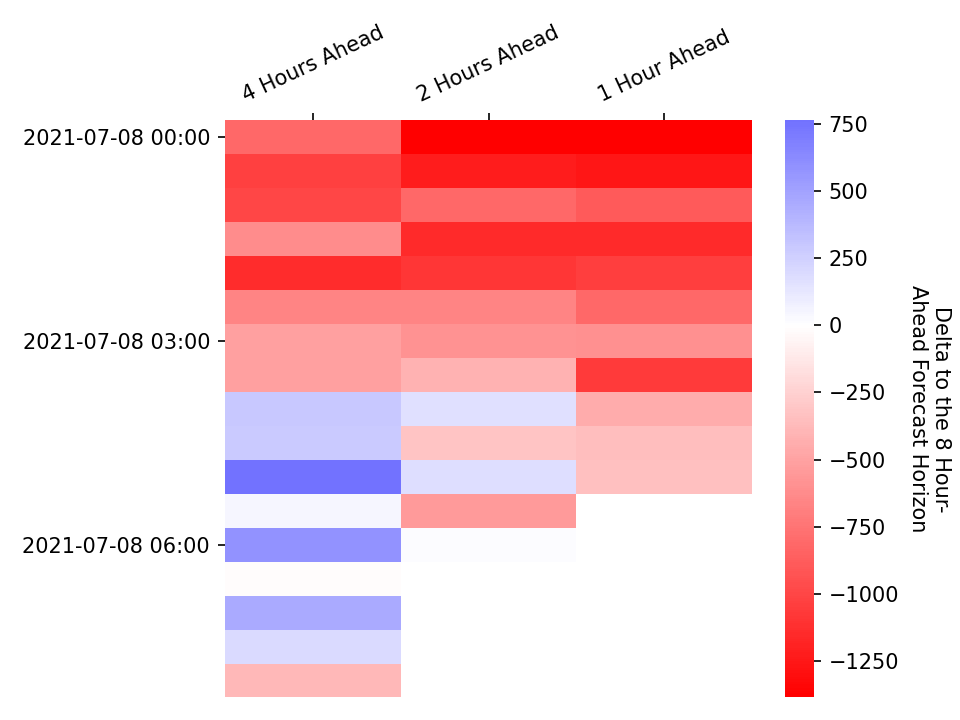 4 Hours Ahead
2 Hours Ahead
1 Hour Ahead
2021-07-08 00:00
2021-07-08 03:00
2021-07-08 06:00
750
500
250
0
−250
−500
−750
−1000
−1250
Delta to the 8 Hour-
Ahead Forecast Horizon